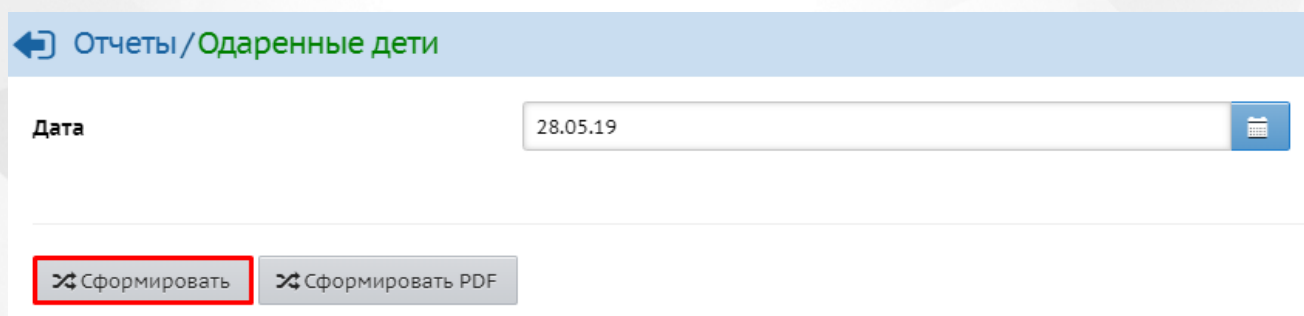 Отчеты/Одаренные дети
Дата 28.05.19
Сформировать Сформировать PDF